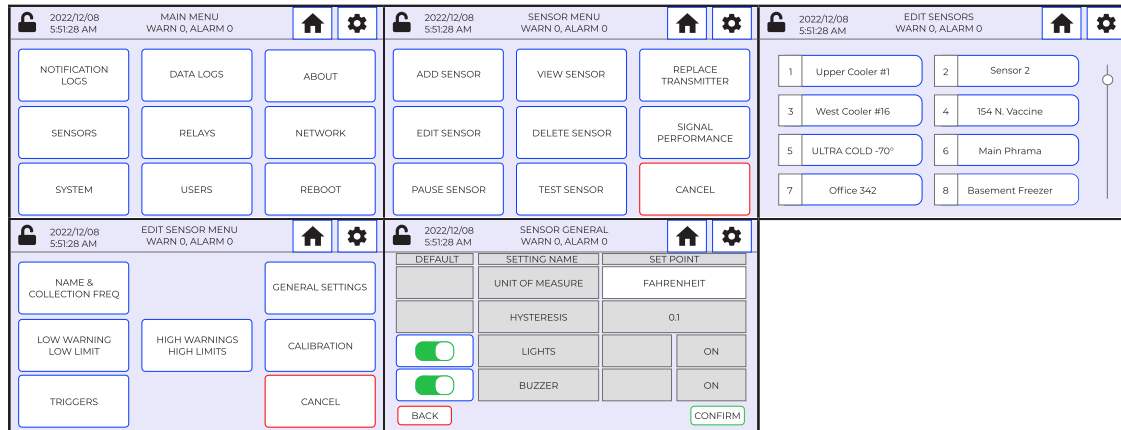 2022/12/08
5:51:28 AM
MAIN MENU
WARN 0, ALARM 0
NOTIFICATION
LOGS
DATA LOGS
ABOUT
SENSORS
RELAYS
NETWORK
SYSTEM
USERS
REBOOT
2022/12/08
5:51:28 AM
SENSOR MENU
WARN 0, ALARM 0
ADD SENSOR
VIEW SENSOR
REPLACE
TRANSMITTER
EDIT SENSOR
DELETE SENSOR
SIGNAL
PERFORMANCE
PAUSE SENSOR
TEST SENSOR
CANCEL
2022/12/08
5:51:28 AM
EDIT SENSORS
WARN 0, ALARM 0
1 Upper Cooler #1
2 Sensor 2
3 West Cooler #16
4 154 N. Vaccine
5 ULTRA COLD -70°
6 Main Phrama
7 Office 342
8 Basement Freezer
2022/12/08
5:51:28 AM
EDIT SENSOR MENU
WARN 0, ALARM 0
NAME &
COLLECTION FREQ
GENERAL SETTINGS
LOW WARNING
LOW LIMIT
HIGH WARNINGS
HIGH LIMITS
CALIBRATION
TRIGGERS
CANCEL
2022/12/08
5:51:28 AM
SENSOR GENERAL
WARN 0, ALARM 0
DEFAULT SETTING NAME SET POINT
UNIT OF MEASURE FAHRENHEIT
HYSTERESIS 0.1
LIGHTS ON
BUZZER ON
BACK
CONFIRM